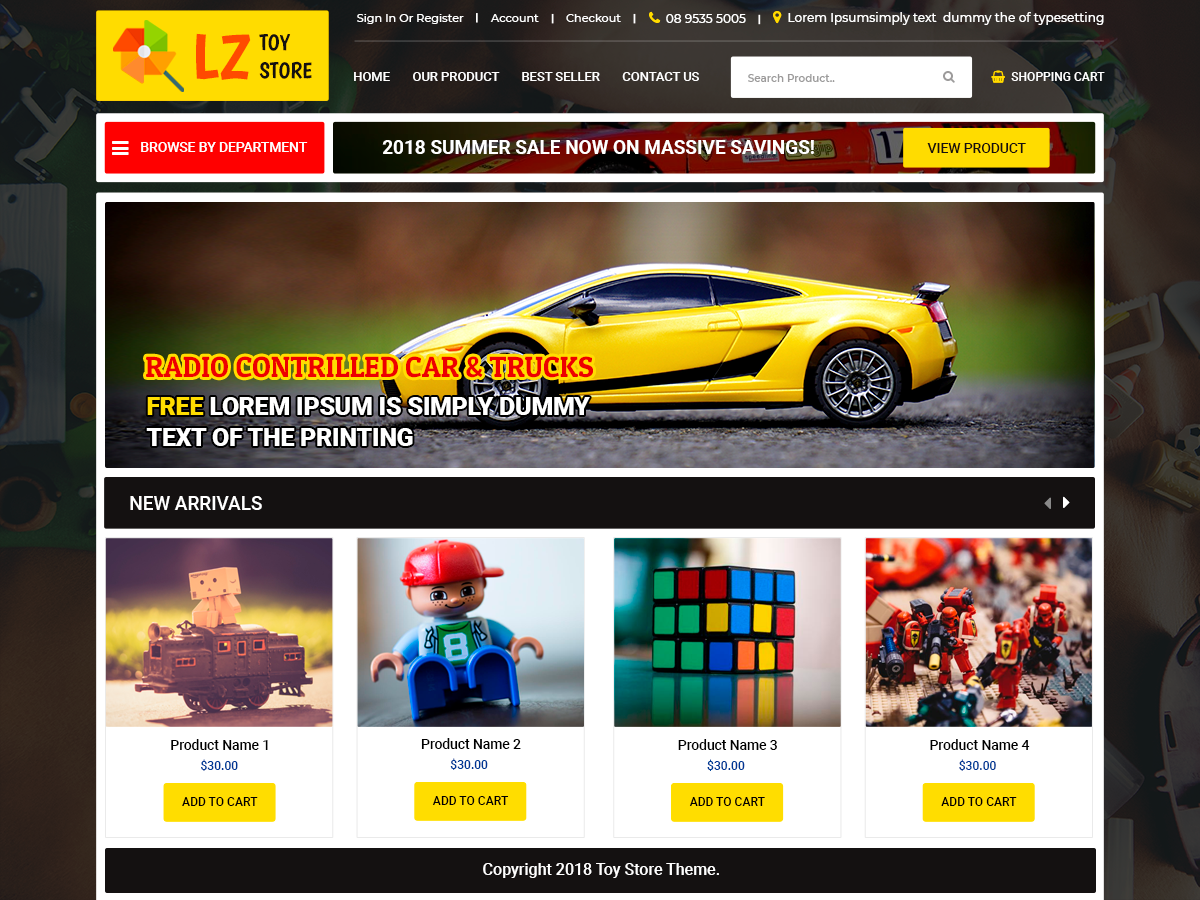 LZ TOY STORE
Sign In Or Register | Account | Checkout | 08 9535 5005 | Lorem Ipsumsimply text dummy the of typesetting
HOME OUR PRODUCT BEST SELLER CONTACT US Search Product.. SHOPPING CART
BROWSE BY DEPARTMENT 2018 SUMMER SALE NOW ON MASSIVE SAVINGS! 17 VIEW PRODUCT
RADIO CONTRILLED CAR & TRUCKS
FREE LOREM IPSUM IS SIMPLY DUMMY
TEXT OF THE PRINTING
NEW ARRIVALS
8
Product Name 1 Product Name 2 Product Name 3 Product Name 4
$30.00 $30.00 $30.00 $30.00
ADD TO CART ADD TO CART ADD TO CART ADD TO CART
Copyright 2018 Toy Store Theme.